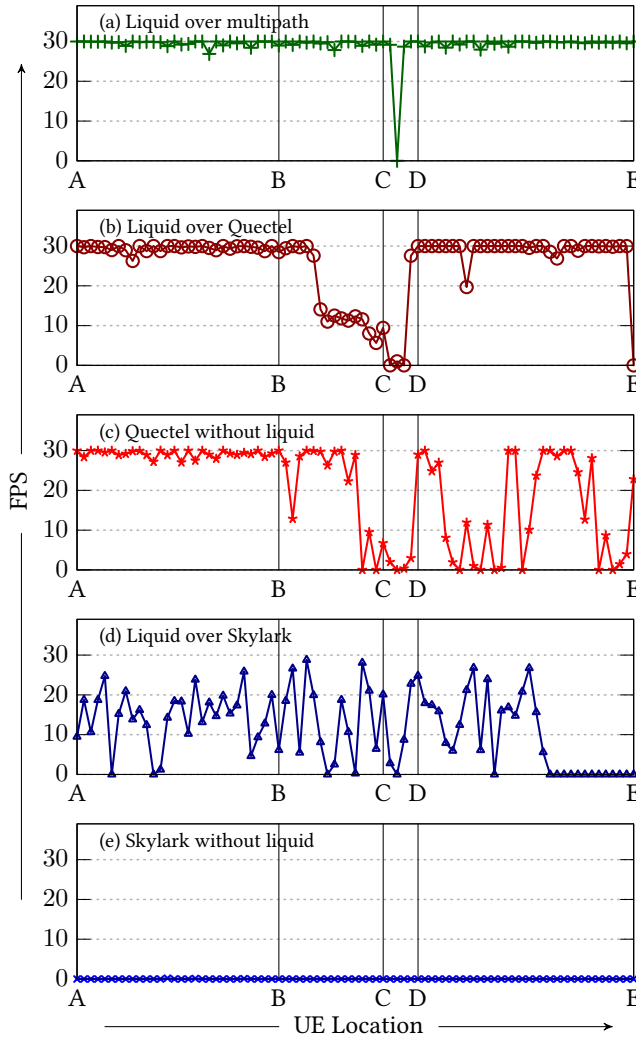 (a) Liquid over multipath
30
20
10
0
A B C D E
(b) Liquid over Quectel
30
20
10
0
A B C D E
(c) Quectel without liquid
30
20
10
0
A B C D E
(d) Liquid over Skylark
30
20
10
0
A B C D E
(e) Skylark without liquid
30
20
10
0
A B C D E
FPS
UE Location